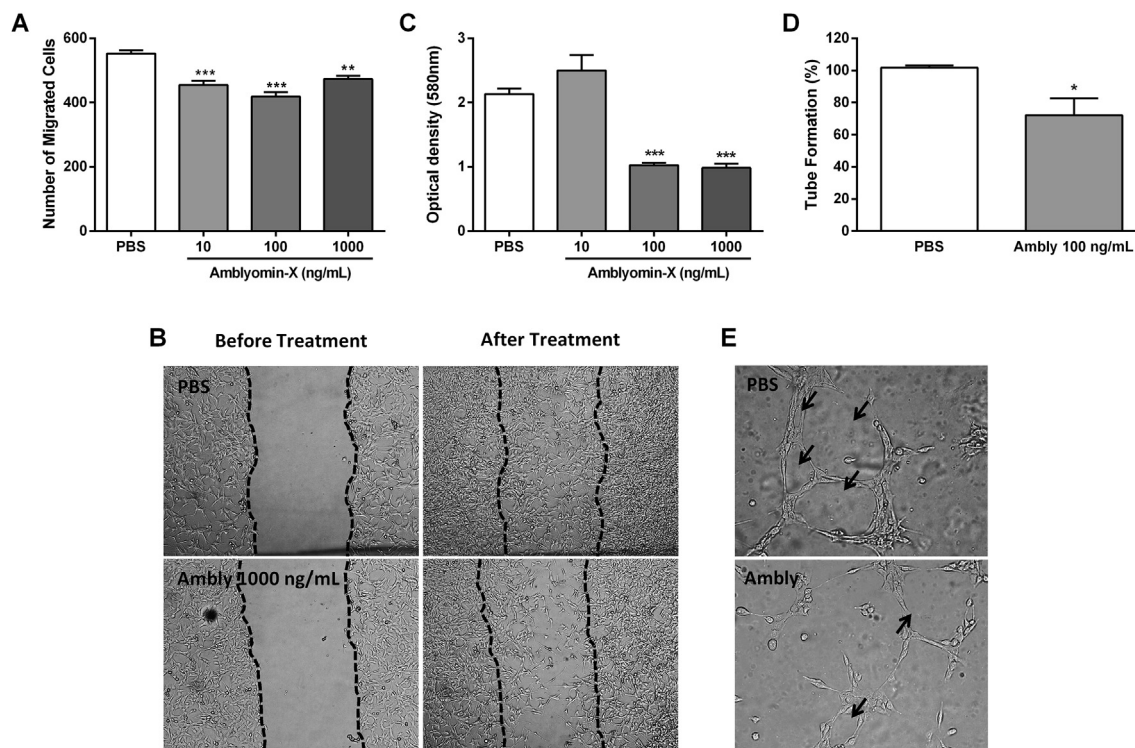 A
Number of Migrated Cells
600
400
200
0
***
***
**
PBS
10
100
1000
Amblyomin-X (ng/mL)
C
Optical density (580nm)
3
2
1
0
***
***
PBS
10
100
1000
Amblyomin-X (ng/mL)
D
Tube Formation (%)
120
100
80
60
40
20
0
*
PBS
Ambly 100 ng/mL
B
Before Treatment
After Treatment
PBS
Ambly 1000 ng/mL
E
PBS
Ambly